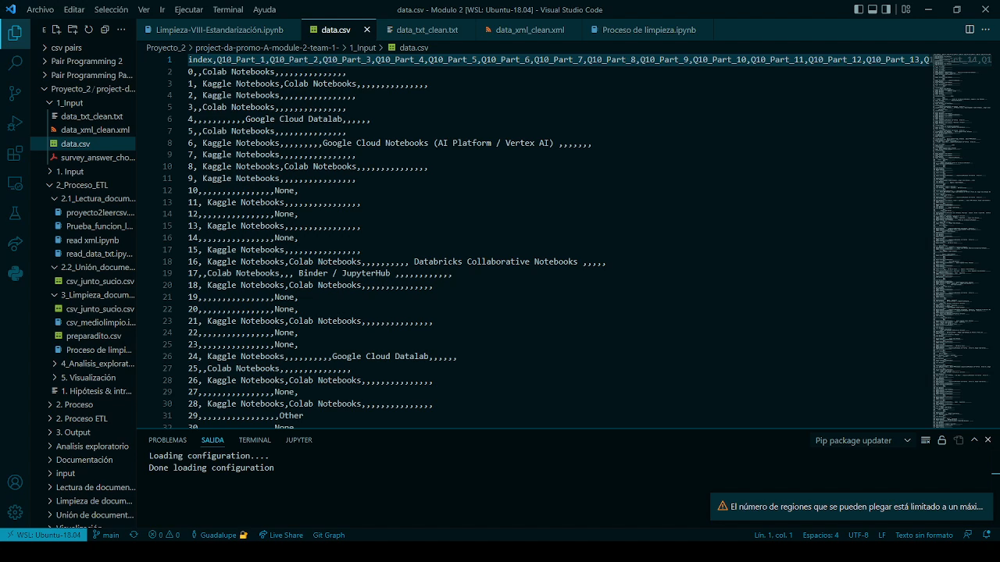 Archivo Editar Selección Ver Ir Ejecutar Terminal Ayuda
data.csv - Modulo 2 [WSL: Ubuntu-18.04] - Visual Studio Code
E ...
Limpieza-VIII-Estandarización.ipynb data.csv data_txt_clean.txt data_xml_clean.xml Proceso de limpieza.ipynb
Proyecto_2 > project-da-promo-A-module-2-team-1- > 1_Input > data.csv
csv pairs
Pair Programming 2
Pair Programming Pa...
Proyecto_2 / project-d...
1_Input
data_txt_clean.txt
data_xml_clean.xml
data.csv
survey_answer_cho...
1. Input
2_Proceso_ETL
2.1_Lectura_docum...
proyecto2leercsv....
Prueba_funcion_l...
read xml.ipynb
read_data_txt.ipy...
2.2_Unión_docume...
csv_junto_sucio.csv
3_Limpieza_docum...
csv_junto_sucio.csv
csv_mediolimpio.i...
preparadito.csv
Proceso de limpi...
4_Analisis_explorat...
5. Visualización
1. Hipótesis & intr...
2. Proceso
2. Proceso ETL
3. Output
Analisis exploratorio
Documentación
input
Lectura de documen...
Limpieza de docum...
Unión de document...
1 index,Q10_Part_1,Q10_Part_2,Q10_Part_3,Q10_Part_4,Q10_Part_5,Q10_Part_6,Q10_Part_7,Q10_Part_8,Q10_Part_9,Q10_Part_10,Q10_Part_11,Q10_Part_12,Q10_Part_13,Q10_Part_14,Q1
2 0,,Colab Notebooks,,,,,,,,,,,,,,,
3 1, Kaggle Notebooks,Colab Notebooks,,,,,,,,,,,,,,,
4 2, Kaggle Notebooks,,,,,,,,,,,,,,,,
5 3,,Colab Notebooks,,,,,,,,,,,,,,,
6 4,,,,,,,,,,Google Cloud Datalab,,,,,,
7 5,,Colab Notebooks,,,,,,,,,,,,,,,
8 6, Kaggle Notebooks,,,,,,,,,Google Cloud Notebooks (AI Platform / Vertex AI) ,,,,,,,
9 7, Kaggle Notebooks,,,,,,,,,,,,,,,,
10 8, Kaggle Notebooks,Colab Notebooks,,,,,,,,,,,,,,,
11 9, Kaggle Notebooks,,,,,,,,,,,,,,,,
12 10,,,,,,,,,,,,,,,,None,
13 11, Kaggle Notebooks,,,,,,,,,,,,,,,,
14 12,,,,,,,,,,,,,,,,None,
15 13, Kaggle Notebooks,,,,,,,,,,,,,,,,
16 14,,,,,,,,,,,,,,,,None,
17 15, Kaggle Notebooks,,,,,,,,,,,,,,,,
18 16, Kaggle Notebooks,Colab Notebooks,,,,,,,,,, Databricks Collaborative Notebooks ,,,,,
19 17,,Colab Notebooks,,, Binder / JupyterHub ,,,,,,,,,,,,
20 18, Kaggle Notebooks,Colab Notebooks,,,,,,,,,,,,,,,
21 19,,,,,,,,,,,,,,,,None,
22 20,,,,,,,,,,,,,,,,None,
23 21, Kaggle Notebooks,Colab Notebooks,,,,,,,,,,,,,,,
24 22,,,,,,,,,,,,,,,,None,
25 23,,,,,,,,,,,,,,,,None,
26 24, Kaggle Notebooks,,,,,,,,,,Google Cloud Datalab,,,,,,
27 25,,Colab Notebooks,,,,,,,,,,,,,,,
28 26, Kaggle Notebooks,Colab Notebooks,,,,,,,,,,,,,,,
29 27,,,,,,,,,,,,,,,,None,
30 28, Kaggle Notebooks,Colab Notebooks,,,,,,,,,,,,,,,
31 29,,,,,,,,,,,,,,,,,Other
32 30,,,,,,,,,,,,,,,,None,
PROBLEMAS SALIDA TERMINAL JUPYTER
Pip package updater
Loading configuration....
Done loading configuration
El número de regiones que se pueden plegar está limitado a un máxi...
WSL: Ubuntu-18.04 main 0 0 Guadalupe Live Share Git Graph
Lín. 1, col. 1 Espacios: 4 UTF-8 LF Texto sin formato